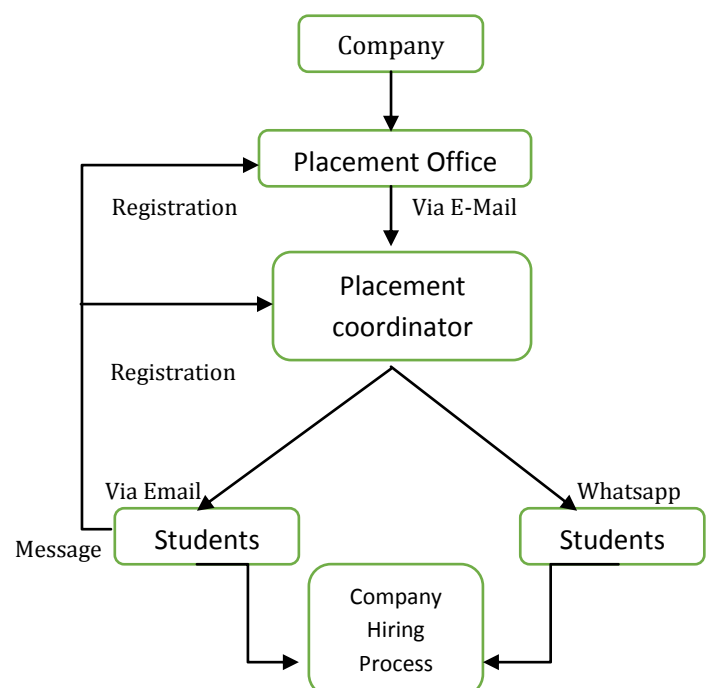 Company
Placement Office
Registration
Via E-Mail
Placement
coordinator
Registration
Via Email
Whatsapp
Message
Students
Students
Company
Hiring
Process